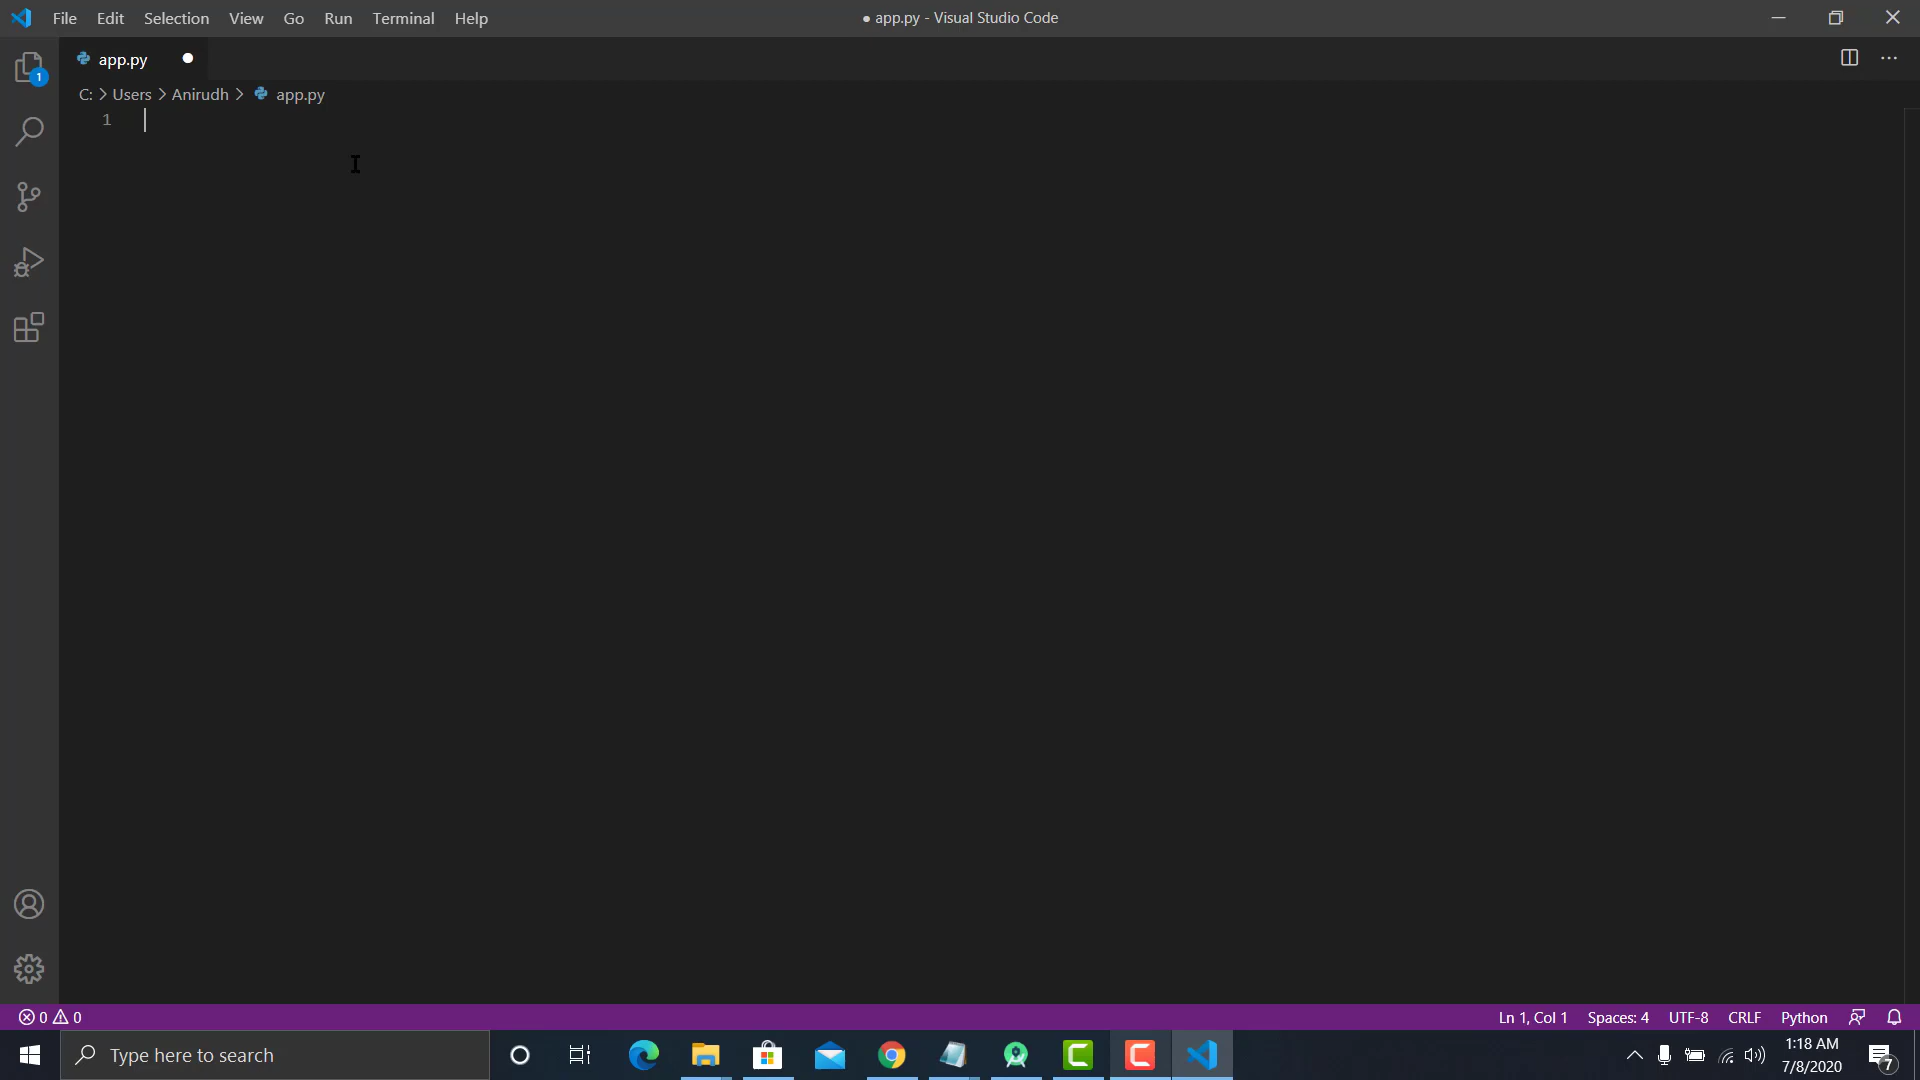 File Edit Selection View Go Run Terminal Help
● app.py - Visual Studio Code
app.py
C: > Users > Anirudh > app.py
1
1
0 0
Ln 1, Col 1 Spaces: 4 UTF-8 CRLF Python
Type here to search
1:18 AM
7/8/2020
7